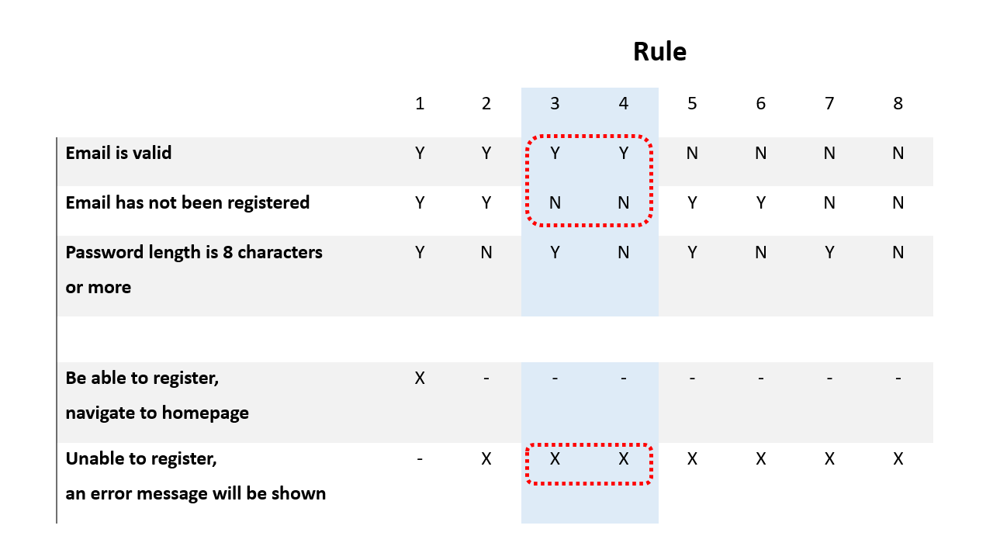 Rule
1 2 3 4 5 6 7 8
Email is valid Y Y Y Y N N N N
Email has not been registered Y Y N N Y Y N N
Password length is 8 characters Y N Y N Y N Y N
or more
Be able to register, X - - - - - - -
navigate to homepage
Unable to register, - X X X X X X X
an error message will be shown